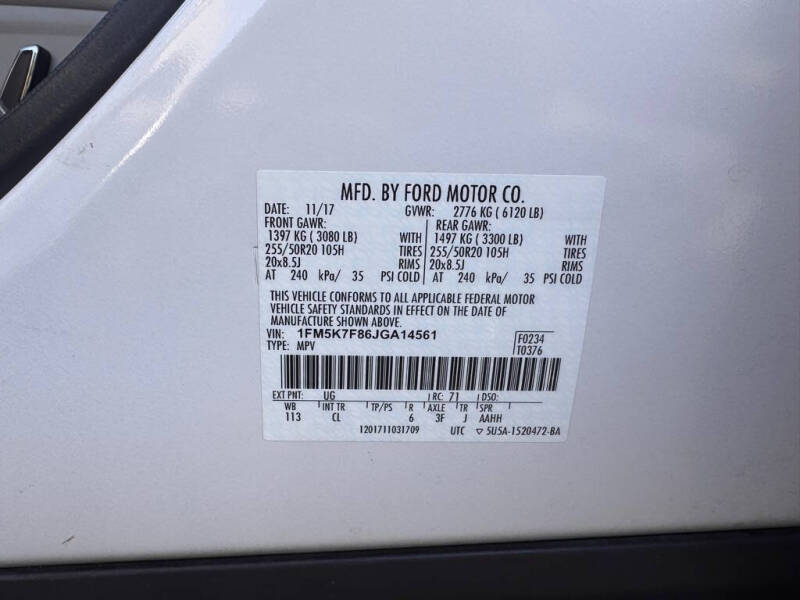 MFD. BY FORD MOTOR CO.
DATE: 11/17 GVWR: 2776 KG ( 6120 LB)
FRONT GAWR: REAR GAWR:
1397 KG ( 3080 LB) WITH 1497 KG ( 3300 LB) WITH
255/50R20 105H TIRES 255/50R20 105H TIRES
20x8.5J RIMS 20x8.5J RIMS
AT 240 kPa/ 35 PSI COLD AT 240 kPa/ 35 PSI COLD
THIS VEHICLE CONFORMS TO ALL APPLICABLE FEDERAL MOTOR
VEHICLE SAFETY STANDARDS IN EFFECT ON THE DATE OF
MANUFACTURE SHOWN ABOVE.
VIN: 1FM5K7F86JGA14561 F0234
TYPE: MPV T0376
EXT PNT: UG RC: 71 DSO:
WB INT TR TP/PS R AXLE TR SPR
113 CL 6 3F J AAHH
1201711031709 UTC ▽ 5USA-1520472-BA